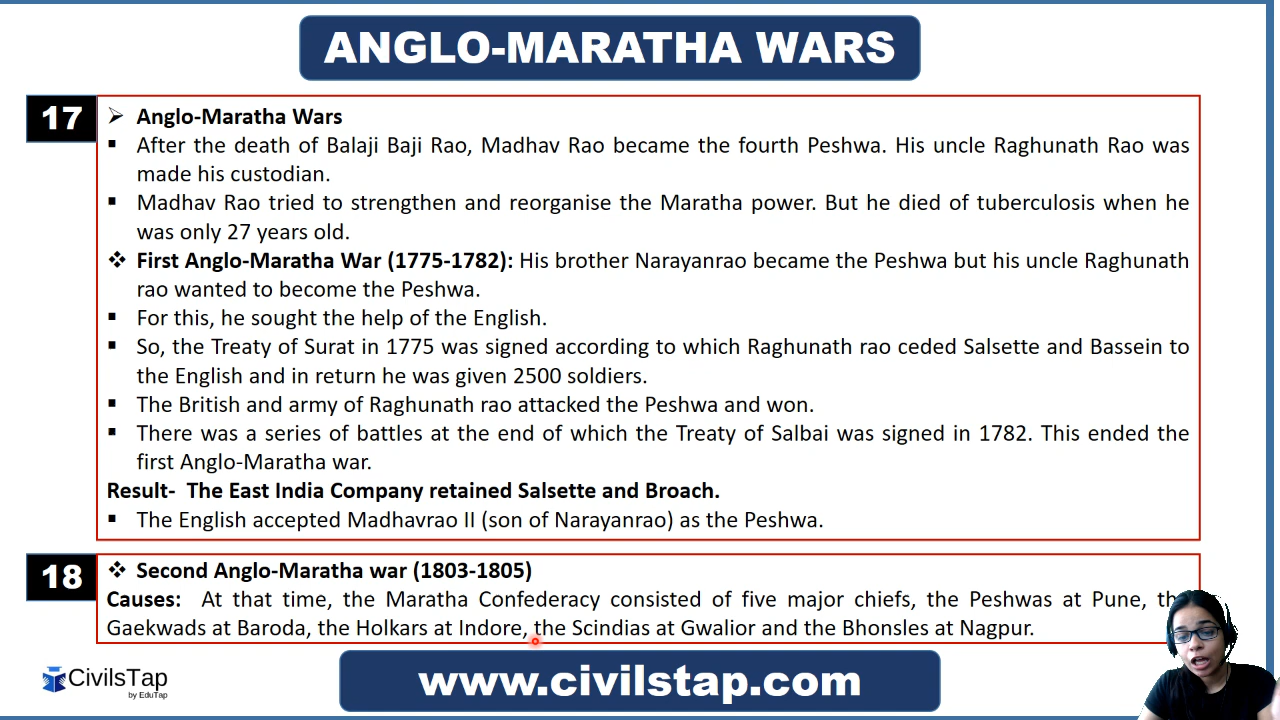 ANGLO-MARATHA WARS
17
➢ Anglo-Maratha Wars
▪ After the death of Balaji Baji Rao, Madhav Rao became the fourth Peshwa. His uncle Raghunath Rao was
made his custodian.
▪ Madhav Rao tried to strengthen and reorganise the Maratha power. But he died of tuberculosis when he
was only 27 years old.
❖ First Anglo-Maratha War (1775-1782): His brother Narayanrao became the Peshwa but his uncle Raghunath
rao wanted to become the Peshwa.
▪ For this, he sought the help of the English.
▪ So, the Treaty of Surat in 1775 was signed according to which Raghunath rao ceded Salsette and Bassein to
the English and in return he was given 2500 soldiers.
▪ The British and army of Raghunath rao attacked the Peshwa and won.
▪ There was a series of battles at the end of which the Treaty of Salbai was signed in 1782. This ended the
first Anglo-Maratha war.
Result- The East India Company retained Salsette and Broach.
▪ The English accepted Madhavrao II (son of Narayanrao) as the Peshwa.
18
❖ Second Anglo-Maratha war (1803-1805)
Causes: At that time, the Maratha Confederacy consisted of five major chiefs, the Peshwas at Pune,
Gaekwads at Baroda, the Holkars at Indore, the Scindias at Gwalior and the Bhonsles at Nagpur.
CivilsTap
by EduTap
www.civilstap.com